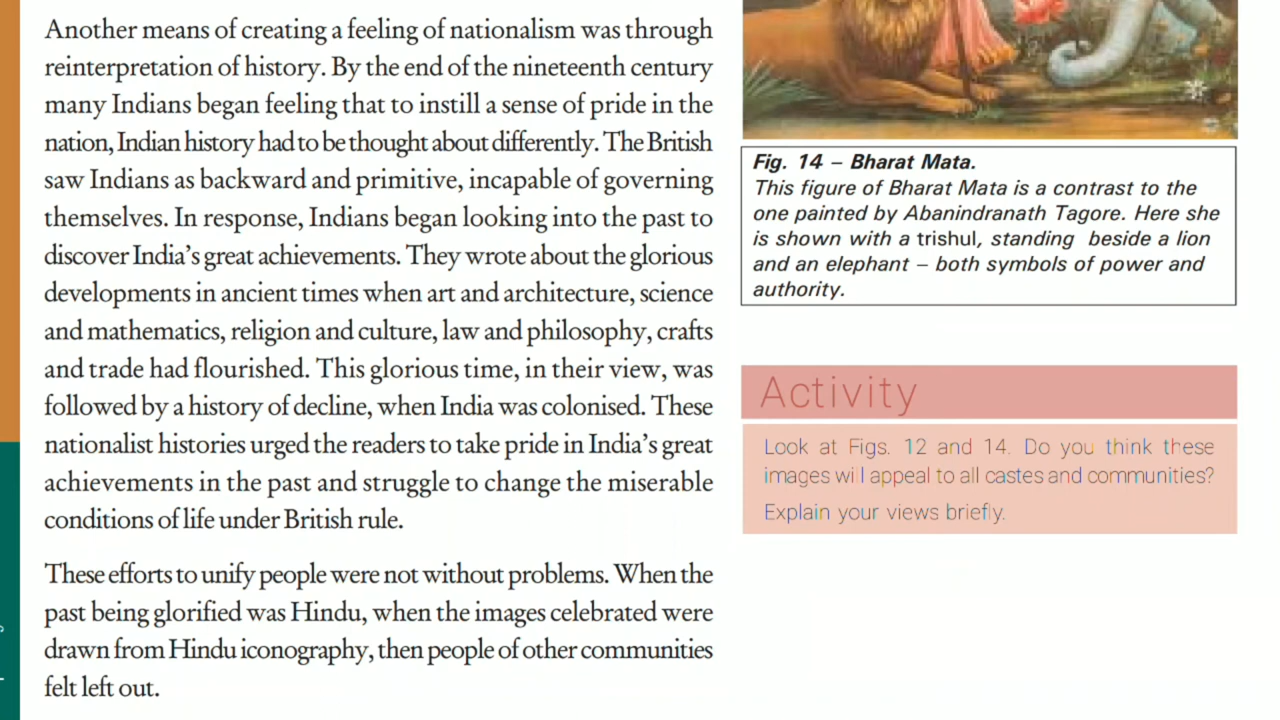 Another means of creating a feeling of nationalism was through
reinterpretation of history. By the end of the nineteenth century
many Indians began feeling that to instill a sense of pride in the
nation, Indian history had to be thought about differently. The British
saw Indians as backward and primitive, incapable of governing
themselves. In response, Indians began looking into the past to
discover India's great achievements. They wrote about the glorious
developments in ancient times when art and architecture, science
and mathematics, religion and culture, law and philosophy, crafts
and trade had flourished. This glorious time, in their view, was
followed by a history of decline, when India was colonised. These
nationalist histories urged the readers to take pride in India's great
achievements in the past and struggle to change the miserable
conditions of life under British rule.
These efforts to unify people were not without problems. When the
past being glorified was Hindu, when the images celebrated were
drawn from Hindu iconography, then people of other communities
felt left out.
Fig. 14 – Bharat Mata.
This figure of Bharat Mata is a contrast to the
one painted by Abanindranath Tagore. Here she
is shown with a trishul, standing beside a lion
and an elephant – both symbols of power and
authority.
Activity
Look at Figs. 12 and 14. Do you think these
images will appeal to all castes and communities?
Explain your views briefly.